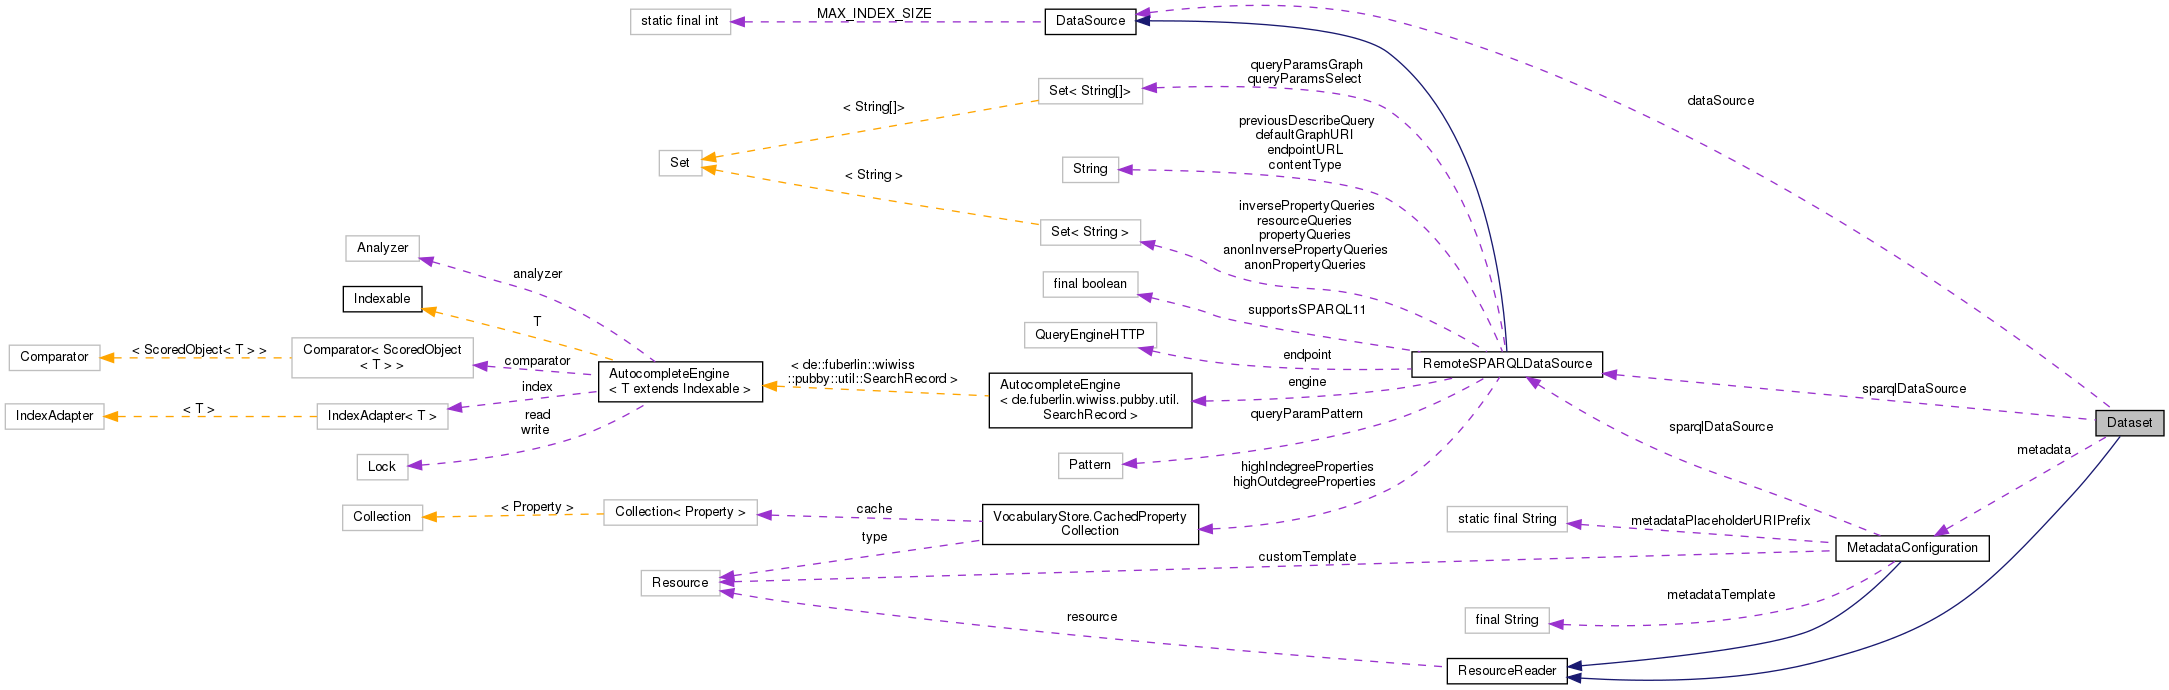 static final int
MAX_INDEX_SIZE
DataSource
dataSource
queryParamsGraph
queryParamsSelect
Set< String[]>
< String[]>
Set
< String >
previousDescribeQuery
defaultGraphURI
endpointURL
contentType
String
inversePropertyQueries
resourceQueries
propertyQueries
anonInversePropertyQueries
anonPropertyQueries
Set< String >
Analyzer
analyzer
final boolean
supportsSPARQL11
Indexable
T
QueryEngineHTTP
endpoint
RemoteSPARQLDataSource
sparqlDataSource
Comparator
< ScoredObject< T > >
Comparator< ScoredObject
< T > >
comparator
AutocompleteEngine
< T extends Indexable >
< de::fuberlin::wiwiss
::pubby::util::SearchRecord >
AutocompleteEngine
< de.fuberlin.wiwiss.pubby.util.
SearchRecord >
engine
IndexAdapter
< T >
IndexAdapter< T >
index
read
write
Lock
queryParamPattern
Pattern
sparqlDataSource
Dataset
metadata
highIndegreeProperties
highOutdegreeProperties
Collection
< Property >
Collection< Property >
cache
type
VocabularyStore.CachedProperty
Collection
static final String
metadataPlaceholderURIPrefix
MetadataConfiguration
customTemplate
Resource
resource
metadataTemplate
final String
ResourceReader